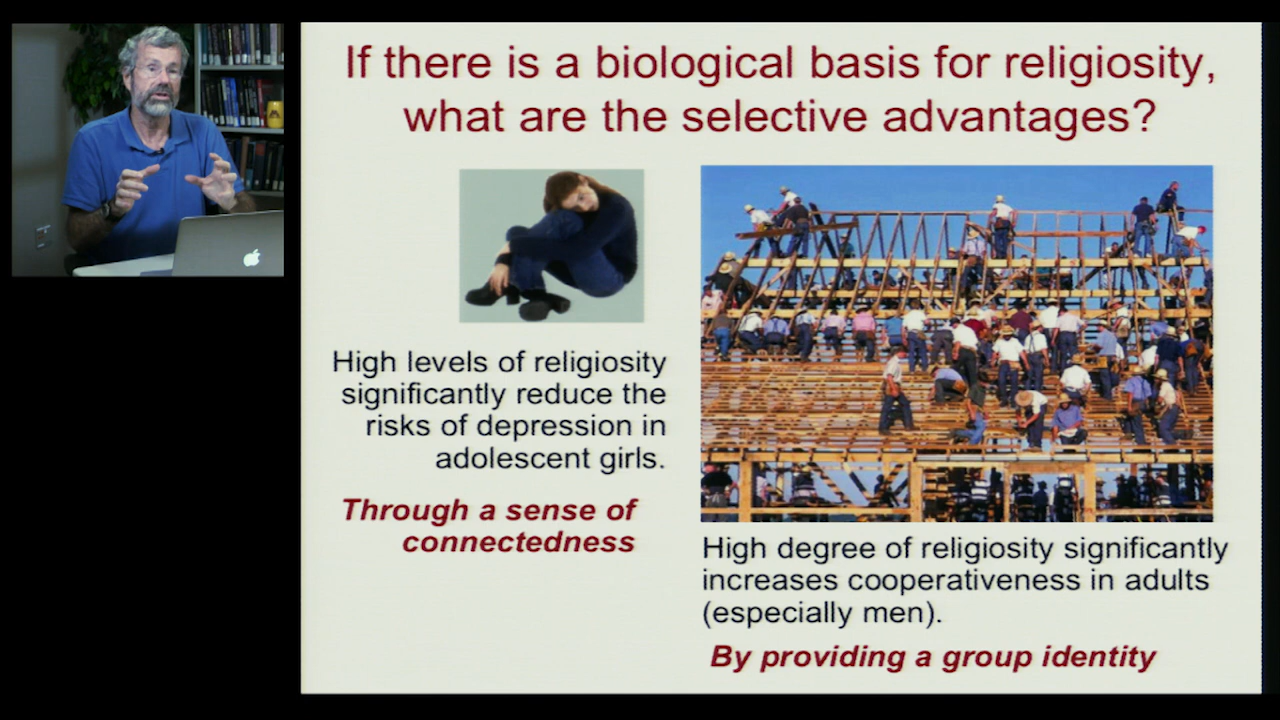 If there is a biological basis for religiosity,
what are the selective advantages?
High levels of religiosity
significantly reduce the
risks of depression in
adolescent girls.
Through a sense of
connectedness
High degree of religiosity significantly
increases cooperativeness in adults
(especially men).
By providing a group identity